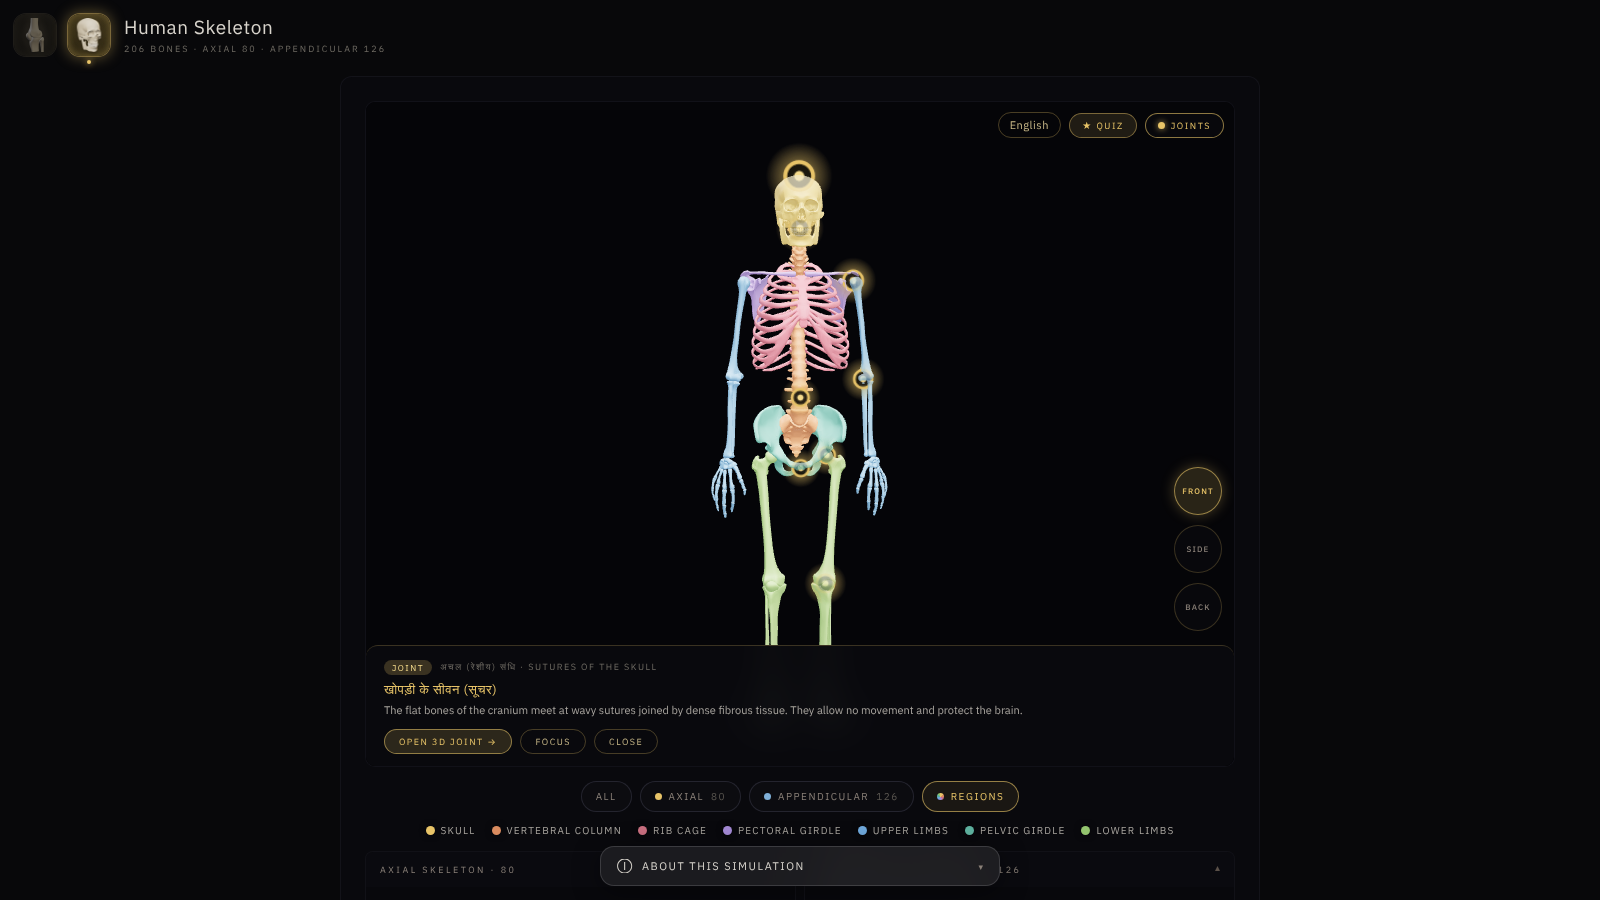 Human Skeleton
206 BONES · AXIAL 80 · APPENDICULAR 126
English
★ QUIZ
JOINTS
FRONT
SIDE
BACK
JOINT अचल (रेशीय) संधि · SUTURES OF THE SKULL
खोपड़ी के सीवन (सूचर)
The flat bones of the cranium meet at wavy sutures joined by dense fibrous tissue. They allow no movement and protect the brain.
OPEN 3D JOINT → FOCUS CLOSE
ALL AXIAL 80 APPENDICULAR 126 REGIONS
SKULL VERTEBRAL COLUMN RIB CAGE PECTORAL GIRDLE UPPER LIMBS PELVIC GIRDLE LOWER LIMBS
AXIAL SKELETON · 80
126
ABOUT THIS SIMULATION